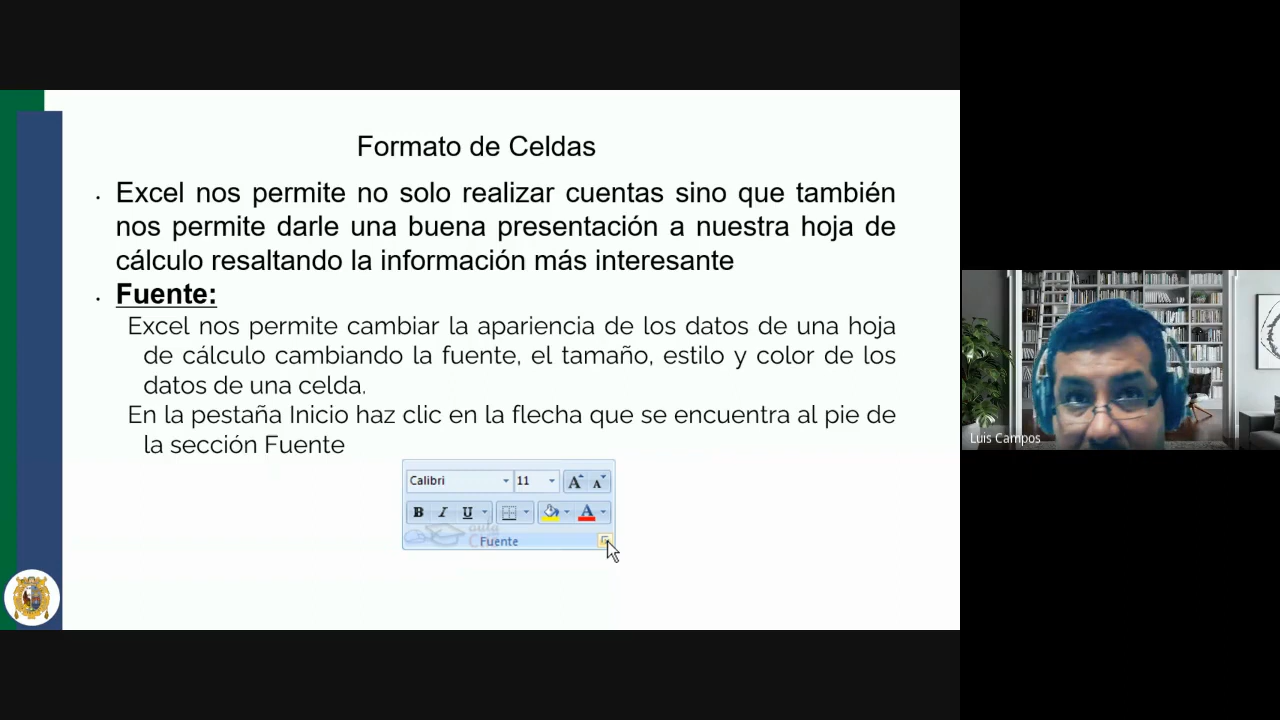 Formato de Celdas
• Excel nos permite no solo realizar cuentas sino que también
nos permite darle una buena presentación a nuestra hoja de
cálculo resaltando la información más interesante
• Fuente:
Excel nos permite cambiar la apariencia de los datos de una hoja
de cálculo cambiando la fuente, el tamaño, estilo y color de los
datos de una celda.
En la pestaña Inicio haz clic en la flecha que se encuentra al pie de
la sección Fuente
Calibri 11 A A
B I U A
aula
Fuente
Luis Campos